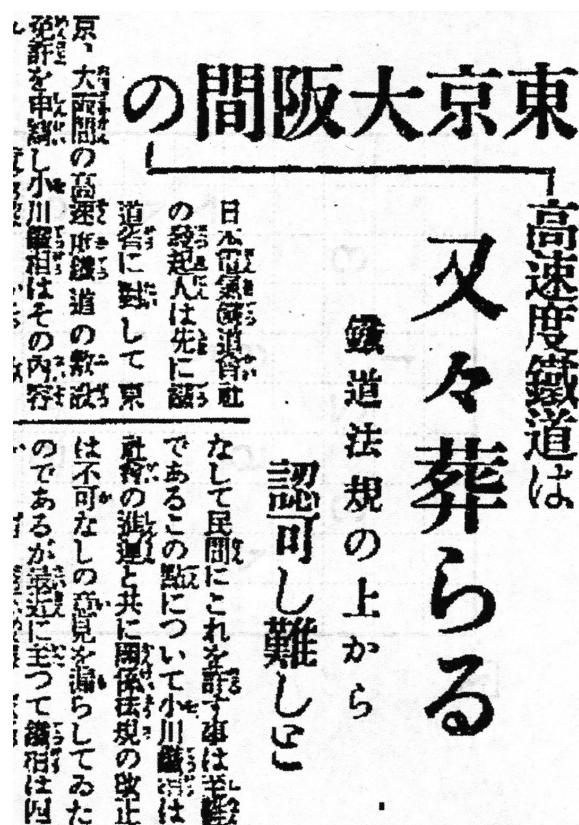 東京大阪間の
高速度鐵道は
又々葬らる
鐵道法規の上から
認可し難しと
日本電氣鐵道會社
の發起人は先に鐵
道省に對して東
京、大阪間の高速度鐵道の敷設
免許を申請し小川鐵相はその內容
なして民間にこれを許す事は
であるこの點について小川鐵相は
社會の進運と共に關係法規の改正
は不可なしの意見を漏らしてゐた
のであるが最近に至つて鐵相は四